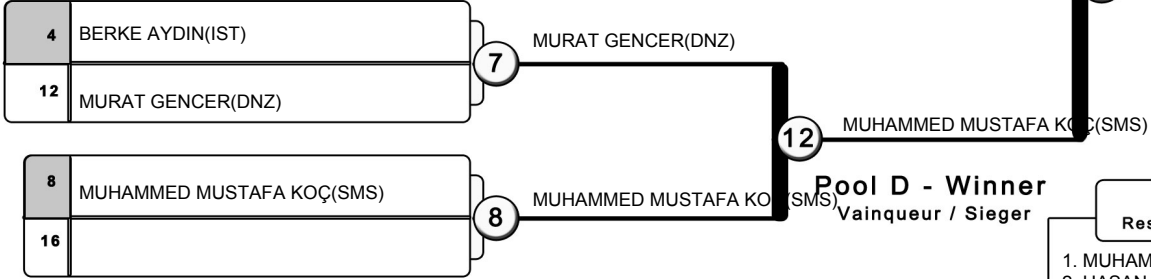 4 BERKE AYDIN(IST)
7 MURAT GENCER(DNZ)
12 MURAT GENCER(DNZ)
12 MUHAMMED MUSTAFA KOÇ(SMS)
8 MUHAMMED MUSTAFA KOÇ(SMS)
8 MUHAMMED MUSTAFA KOÇ(SMS)
16
Pool D - Winner
Vainqueur / Sieger
Res
1. MUHAM